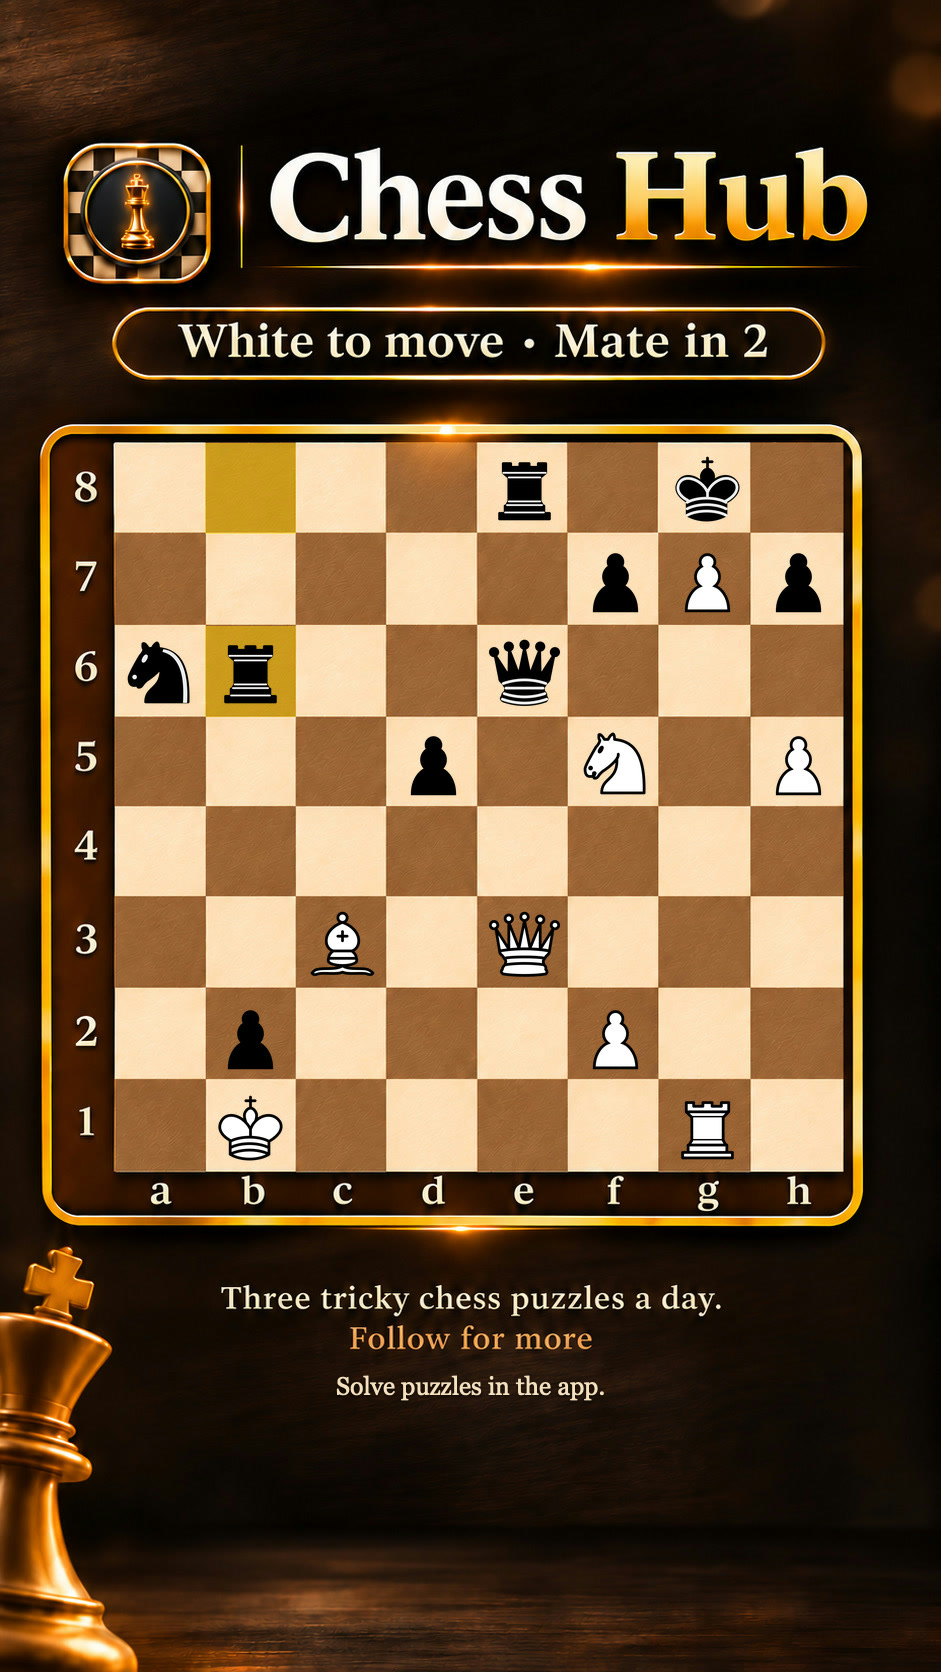 Chess Hub
White to move · Mate in 2
8
7
6
5
4
3
2
1
a b c d e f g h
Three tricky chess puzzles a day.
Follow for more
Solve puzzles in the app.